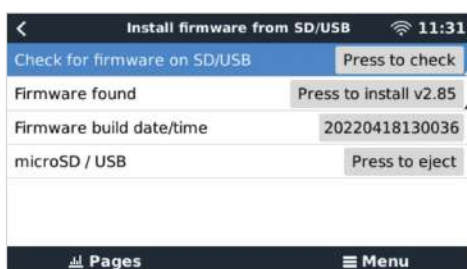 Install firmware from SD/USB 11:31
Check for firmware on SD/USB Press to check
Firmware found Press to install v2.85
Firmware build date/time 20220418130036
microSD / USB Press to eject
Pages Menu